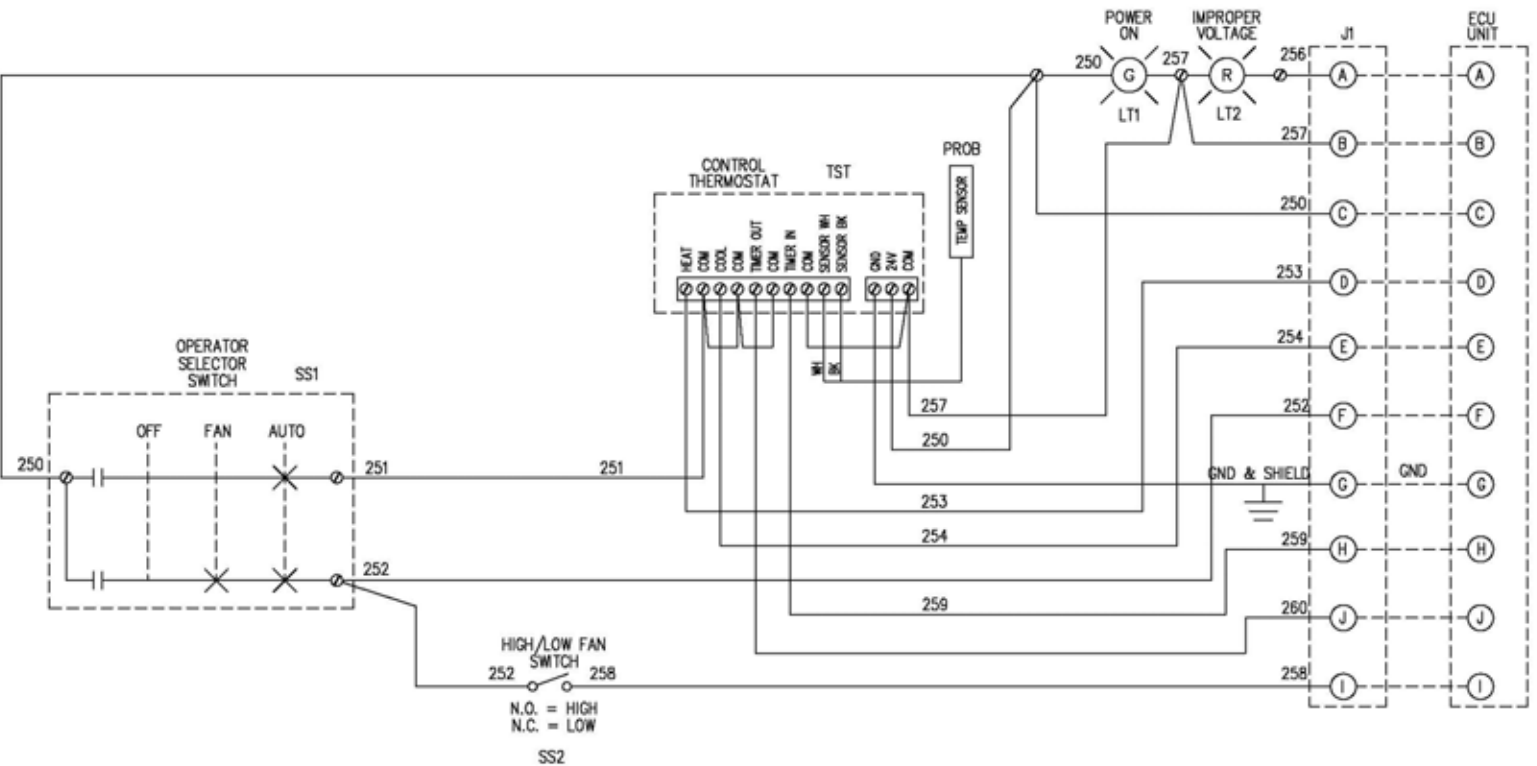 POWER
ON
IMPROPER
VOLTAGE
J1
ECU
UNIT
250
G
257
R
256
A
A
LT1
LT2
257
B
B
PROB
TEMP SENSOR
CONTROL
THERMOSTAT
TST
HEAT
COM
COOL
COM
TIMER OUT
COM
TIMER IN
COM
SENSOR WH
SENSOR BK
GND
24V
COM
250
C
C
253
D
D
254
E
E
WH
BK
OPERATOR
SELECTOR
SWITCH
SS1
OFF
FAN
AUTO
257
252
F
F
250
250
251
251
GND & SHIELD
G
GND
G
253
254
259
H
H
252
259
260
J
J
HIGH/LOW FAN
SWITCH
252
258
258
I
I
N.O. = HIGH
N.C. = LOW
SS2